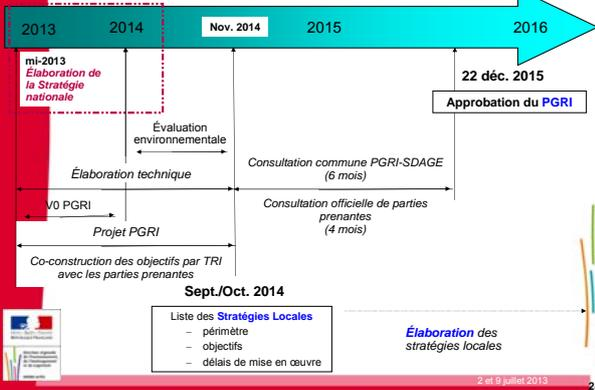 2013
2014
Nov. 2014
2015
2016
mi-2013
Élaboration de
la Stratégie
nationale
22 déc. 2015
Approbation du PGRI
Évaluation
environnementale
Consultation commune PGRI-SDAGE
(6 mois)
Élaboration technique
Consultation officielle de parties
prenantes
(4 mois)
V0 PGRI
Projet PGRI
Co-construction des objectifs par TRI
avec les parties prenantes
Sept./Oct. 2014
Liste des Stratégies Locales
– périmètre
– objectifs
– délais de mise en œuvre
Élaboration des
stratégies locales
2 et 9 juillet 2013
2